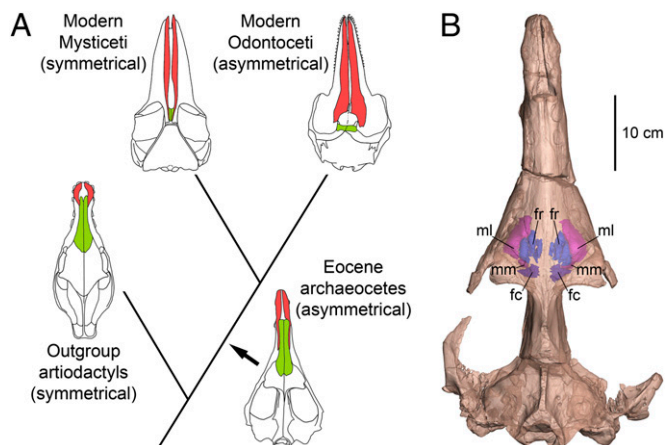 A
Modern
Mysticeti
(symmetrical)
Modern
Odontoceti
(asymmetrical)
Outgroup
artiodactyls
(symmetrical)
Eocene
archaeocetes
(asymmetrical)
B
10 cm
fr fr
ml ml
mm mm
fc fc